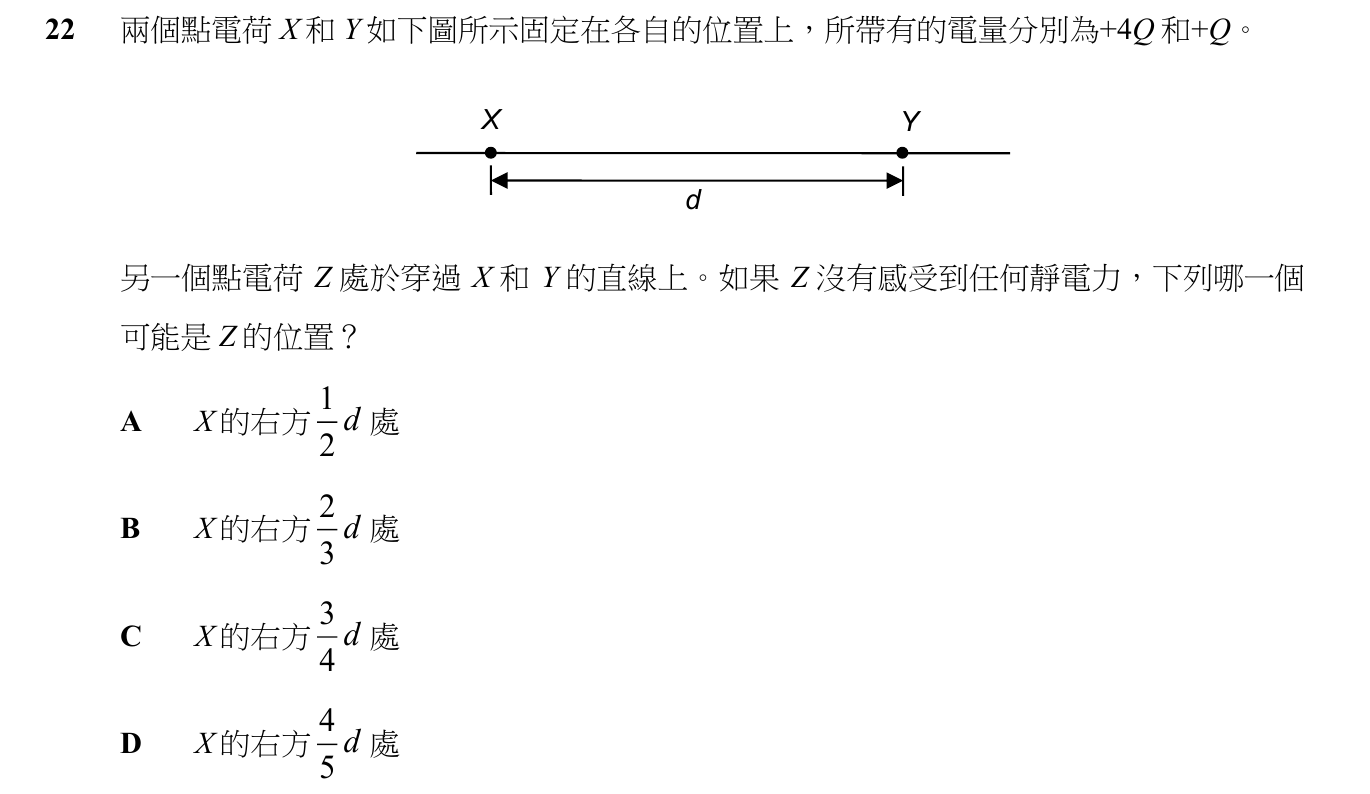 22 兩個點電荷 X 和 Y 如下圖所示固定在各自的位置上，所帶有的電量分別為+4Q 和+Q。
X Y
d
另一個點電荷 Z 處於穿過 X 和 Y 的直線上。如果 Z 沒有感受到任何靜電力，下列哪一個
可能是 Z 的位置？
A X 的右方 1/2 d 處
B X 的右方 2/3 d 處
C X 的右方 3/4 d 處
D X 的右方 4/5 d 處